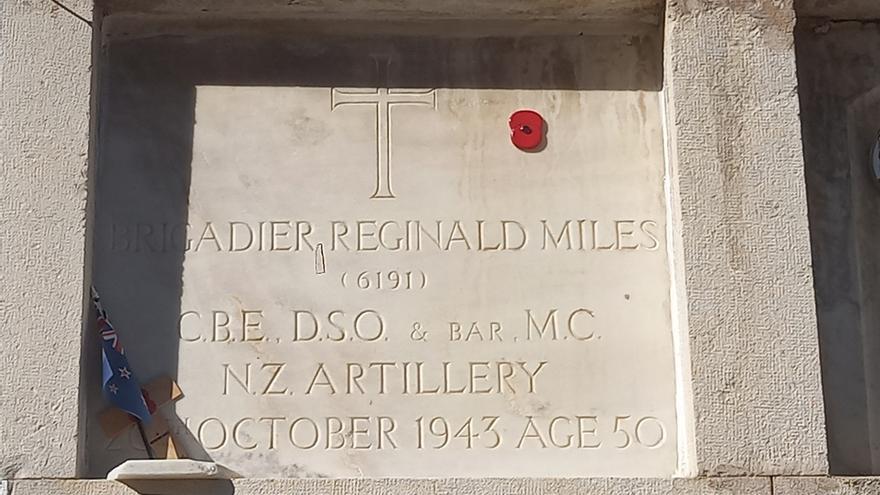 BRIGADIER REGINALD MILES
(6191)
C.B.E., D.S.O. & BAR, M.C.
N.Z. ARTILLERY
OCTOBER 1943 AGE 50